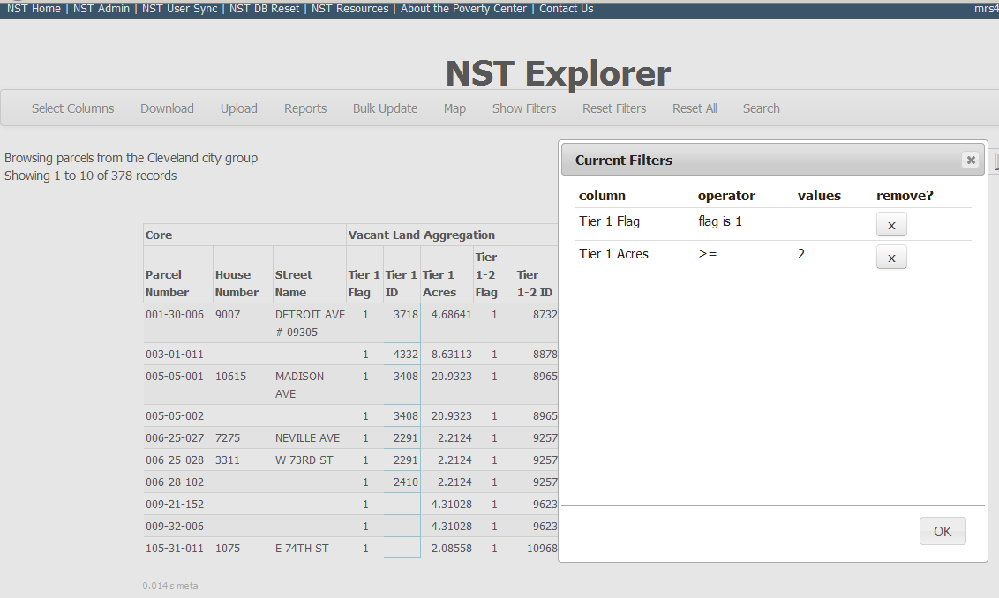 NST Home | NST Admin | NST User Sync | NST DB Reset | NST Resources | About the Poverty Center | Contact Us mrs4
NST Explorer
Select Columns Download Upload Reports Bulk Update Map Show Filters Reset Filters Reset All Search
Browsing parcels from the Cleveland city group
Showing 1 to 10 of 378 records
Core Vacant Land Aggregation
Parcel Number House Number Street Name Tier 1 Flag Tier 1 ID Tier 1 Acres Tier 1-2 Flag Tier 1-2 ID
001-30-006 9007 DETROIT AVE 1 3718 4.68641 1 8732
# 09305
003-01-011 1 4332 8.63113 1 8878
005-05-001 10615 MADISON 1 3408 20.9323 1 8965
AVE
005-05-002 1 3408 20.9323 1 8965
006-25-027 7275 NEVILLE AVE 1 2291 2.2124 1 9257
006-25-028 3311 W 73RD ST 1 2291 2.2124 1 9257
006-28-102 1 2410 2.2124 1 9257
009-21-152 1 4.31028 1 9623
009-32-006 1 4.31028 1 9623
105-31-011 1075 E 74TH ST 1 2.08558 1 10968
0.014 s meta
Current Filters
column operator values remove?
Tier 1 Flag flag is 1 x
Tier 1 Acres >= 2 x
OK